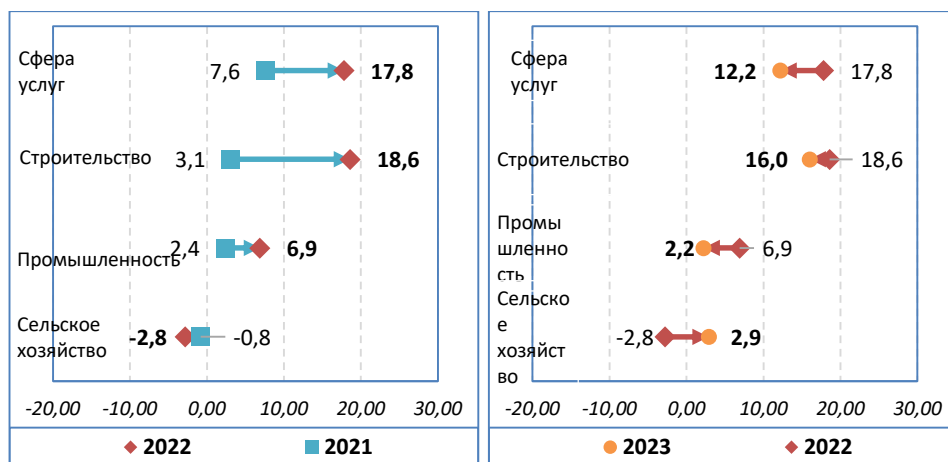 Сфера
услуг
7,6
17,8
Строительство
3,1
18,6
Промышленность
2,4
6,9
Сельское
хозяйство
-2,8
-0,8
-20,00 -10,00 0,00 10,00 20,00 30,00
2022 2021
Сфера
услуг
12,2
17,8
Строительство
16,0
18,6
Промы
шленно
сть
2,2
6,9
Сельско
е
хозяйст
во
-2,8
2,9
-20,00 -10,00 0,00 10,00 20,00 30,00
2023 2022